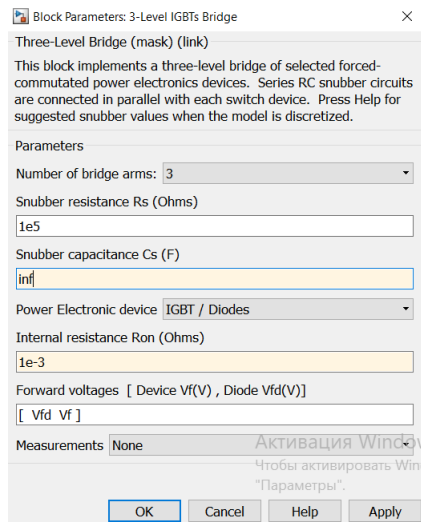 Block Parameters: 3-Level IGBTs Bridge
Three-Level Bridge (mask) (link)
This block implements a three-level bridge of selected forced-
commutated power electronics devices. Series RC snubber circuits
are connected in parallel with each switch device. Press Help for
suggested snubber values when the model is discretized.
Parameters
Number of bridge arms: 3
Snubber resistance Rs (Ohms)
1e5
Snubber capacitance Cs (F)
inf
Power Electronic device IGBT / Diodes
Internal resistance Ron (Ohms)
1e-3
Forward voltages [ Device Vf(V) , Diode Vfd(V)]
[ Vfd Vf ]
Measurements None
Активация Window
Чтобы активировать Win
"Параметры".
OK Cancel Help Apply